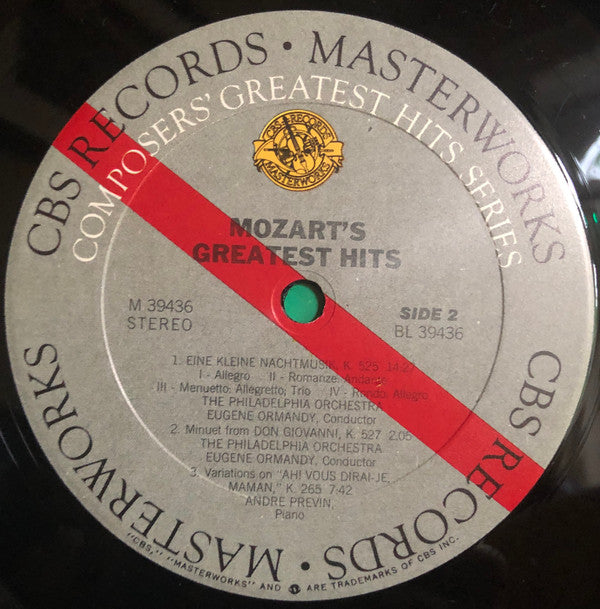 CBS RECORDS • MASTERWORKS
COMPOSERS' GREATEST HITS SERIES
CBS RECORDS
MASTERWORKS
MOZART'S
GREATEST HITS
M 39436
STEREO
SIDE 2
BL 39436
1. EINE KLEINE NACHTMUSIK, K. 525 14:27
I - Allegro II - Romanze: Andante
III - Menuetto: Allegretto; Trio IV - Rondo: Allegro
THE PHILADELPHIA ORCHESTRA
EUGENE ORMANDY, Conductor
2. Minuet from DON GIOVANNI, K. 527 2:05
THE PHILADELPHIA ORCHESTRA
EUGENE ORMANDY, Conductor
3. Variations on "AH! VOUS DIRAI-JE,
MAMAN," K. 265 7:42
ANDRE PREVIN,
Piano
CBS RECORDS • MASTERWORKS
"CBS," "MASTERWORKS" AND ARE TRADEMARKS OF CBS INC.